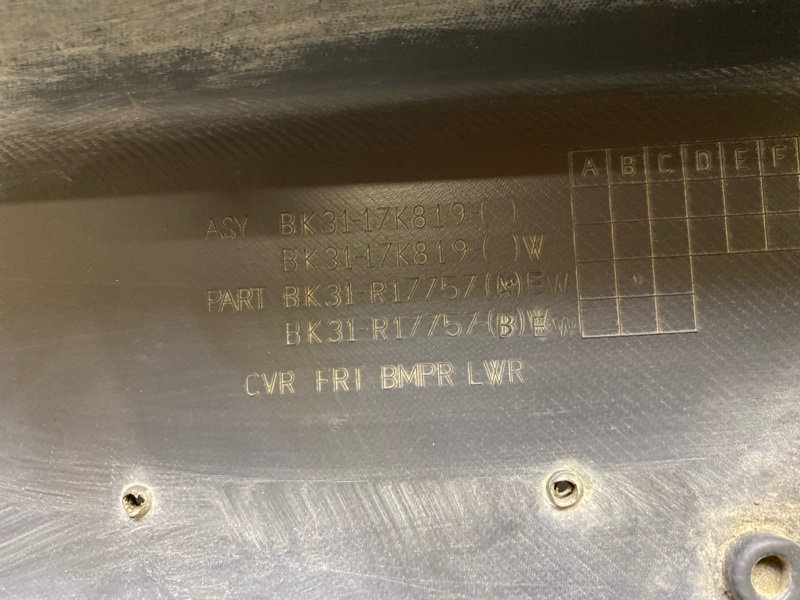 A B C D E F
ASY BK31-17K819-( )
BK31-17K819-( )W
PART BK31-R17757-( )EW
BK31-R17757-(B) W
CVR FRT BMPR LWR